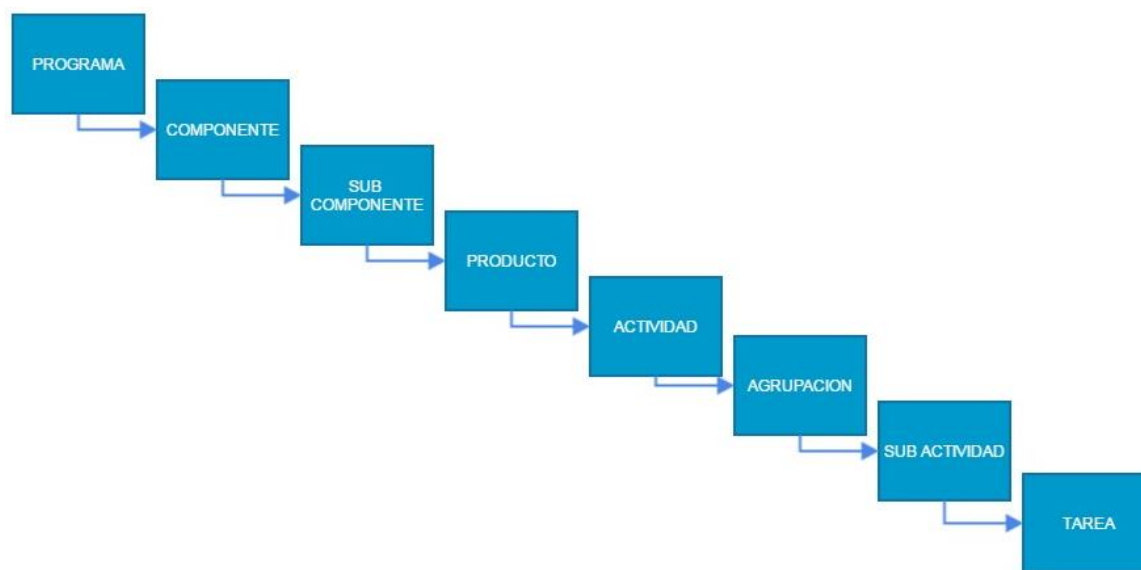 PROGRAMA
COMPONENTE
SUB
COMPONENTE
PRODUCTO
ACTIVIDAD
AGRUPACION
SUB ACTIVIDAD
TAREA